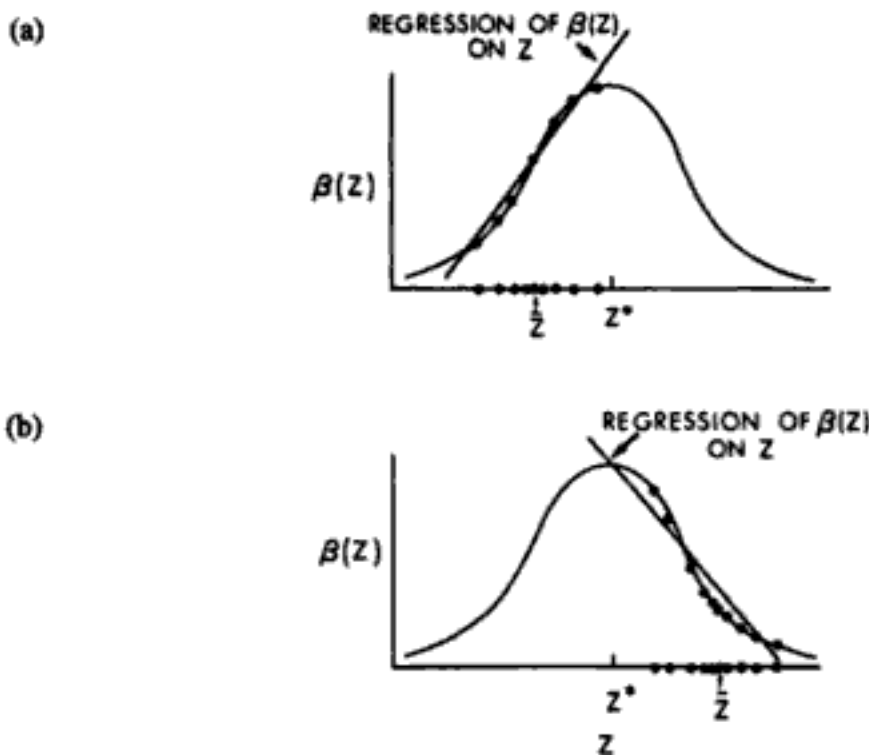 (a)
REGRESSION OF β(Z)
ON Z
β(Z)
Z̄
Z*
(b)
REGRESSION OF β(Z)
ON Z
β(Z)
Z*
Z̄
Z